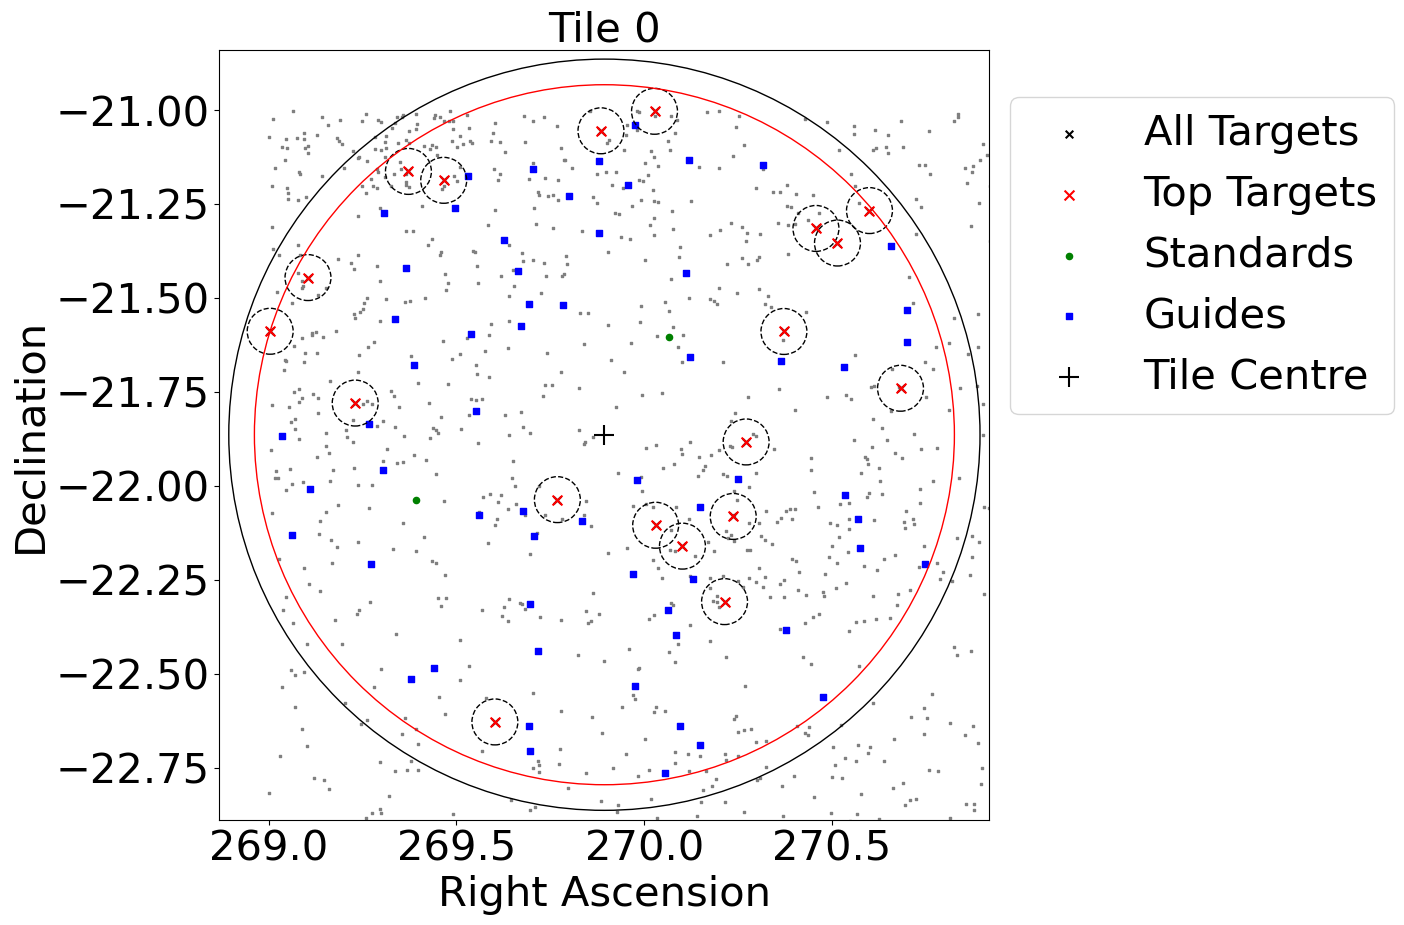 Tile 0
−21.00
−21.25
−21.50
−21.75
−22.00
−22.25
−22.50
−22.75
Declination
269.0 269.5 270.0 270.5
Right Ascension
All Targets
Top Targets
Standards
Guides
Tile Centre